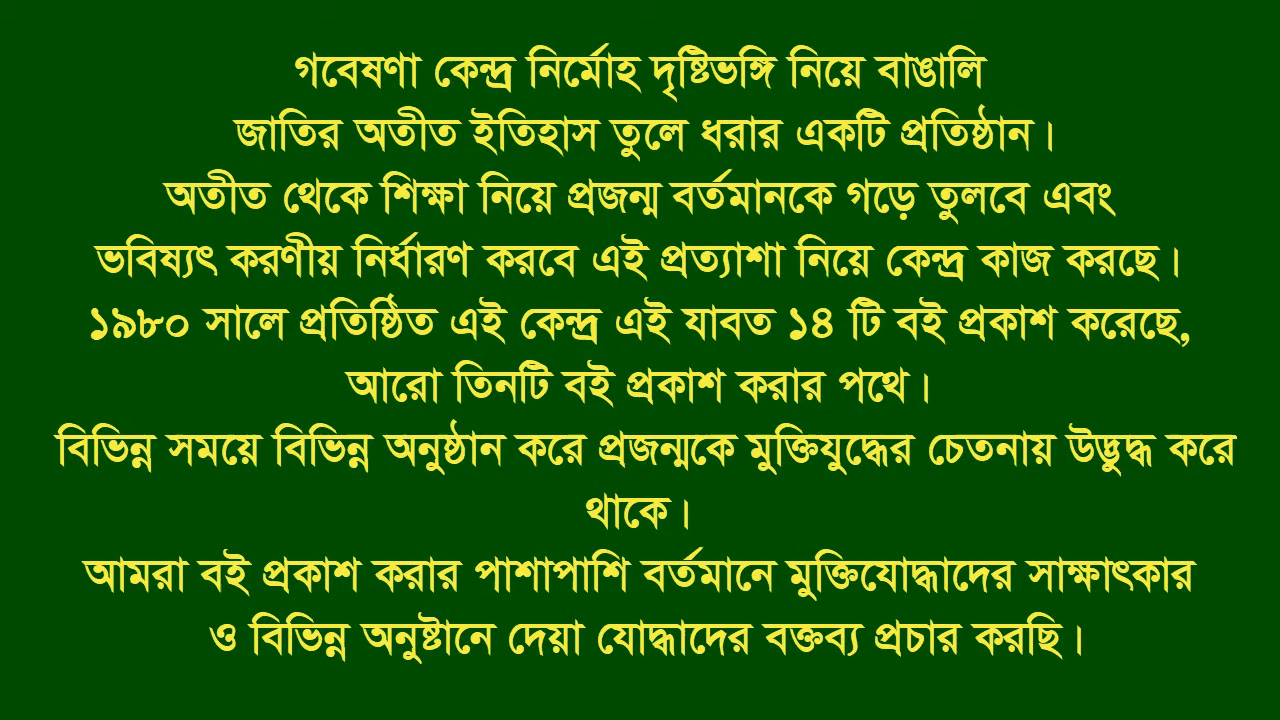 গবেষণা কেন্দ্র নির্মোহ দৃষ্টিভঙ্গি নিয়ে বাঙালি
জাতির অতীত ইতিহাস তুলে ধরার একটি প্রতিষ্ঠান।
অতীত থেকে শিক্ষা নিয়ে প্রজন্ম বর্তমানকে গড়ে তুলবে এবং
ভবিষ্যৎ করণীয় নির্ধারণ করবে এই প্রত্যাশা নিয়ে কেন্দ্র কাজ করছে।
১৯৮০ সালে প্রতিষ্ঠিত এই কেন্দ্র এই যাবত ১৪ টি বই প্রকাশ করেছে,
আরো তিনটি বই প্রকাশ করার পথে।
বিভিন্ন সময়ে বিভিন্ন অনুষ্ঠান করে প্রজন্মকে মুক্তিযুদ্ধের চেতনায় উদ্ভুদ্ধ করে
থাকে।
আমরা বই প্রকাশ করার পাশাপাশি বর্তমানে মুক্তিযোদ্ধাদের সাক্ষাৎকার
ও বিভিন্ন অনুষ্টানে দেয়া যোদ্ধাদের বক্তব্য প্রচার করছি।